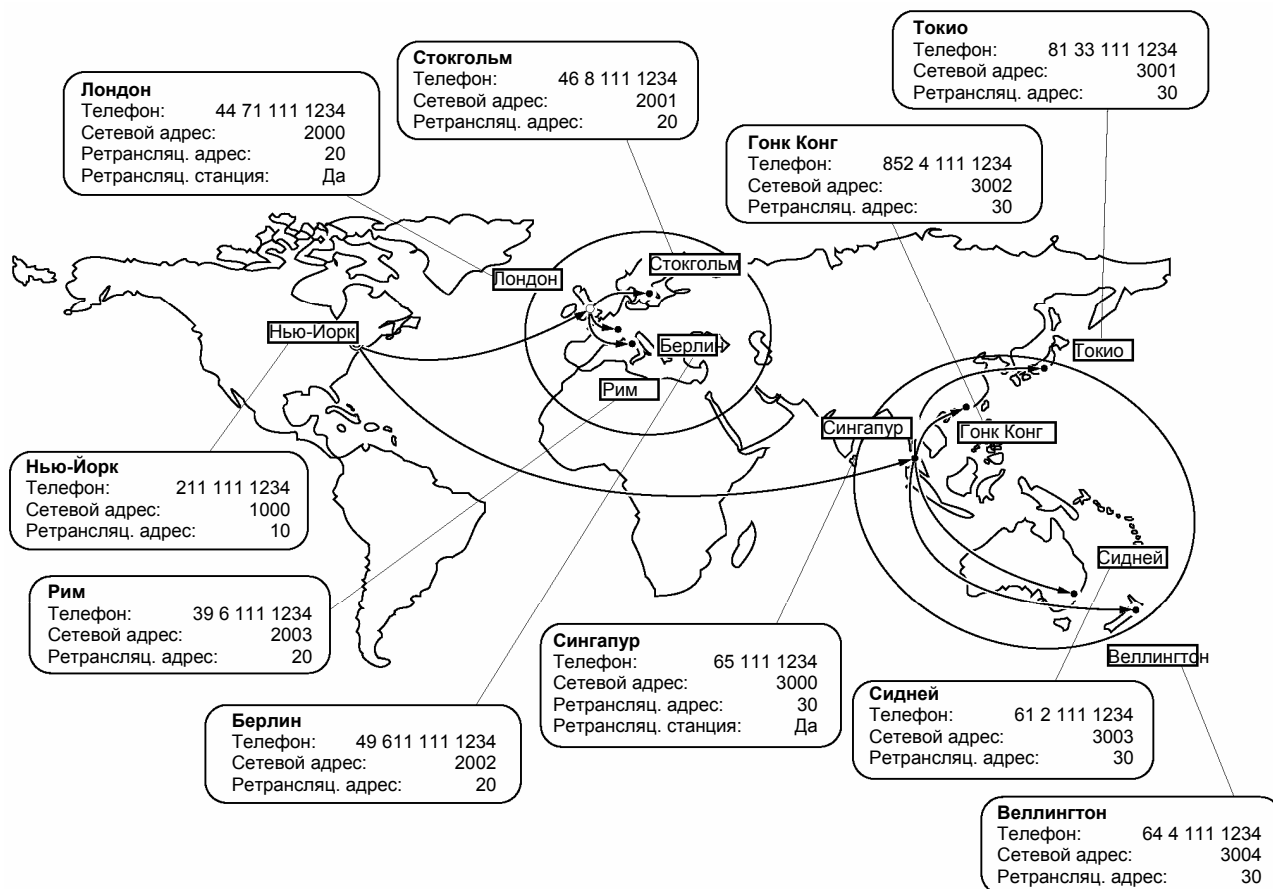 Токио
Телефон: 81 33 111 1234
Сетевой адрес: 3001
Ретрансляц. адрес: 30
Стокгольм
Телефон: 46 8 111 1234
Сетевой адрес: 2001
Ретрансляц. адрес: 20
Лондон
Телефон: 44 71 111 1234
Сетевой адрес: 2000
Ретрансляц. адрес: 20
Ретрансляц. станция: Да
Гонк Конг
Телефон: 852 4 111 1234
Сетевой адрес: 3002
Ретрансляц. адрес: 30
Стокгольм
Лондон
Нью-Йорк
Берлин
Токио
Рим
Сингапур
Гонк Конг
Нью-Йорк
Телефон: 211 111 1234
Сетевой адрес: 1000
Ретрансляц. адрес: 10
Сидней
Рим
Телефон: 39 6 111 1234
Сетевой адрес: 2003
Ретрансляц. адрес: 20
Сингапур
Телефон: 65 111 1234
Сетевой адрес: 3000
Ретрансляц. адрес: 30
Ретрансляц. станция: Да
Веллингтон
Берлин
Телефон: 49 611 111 1234
Сетевой адрес: 2002
Ретрансляц. адрес: 20
Сидней
Телефон: 61 2 111 1234
Сетевой адрес: 3003
Ретрансляц. адрес: 30
Веллингтон
Телефон: 64 4 111 1234
Сетевой адрес: 3004
Ретрансляц. адрес: 30